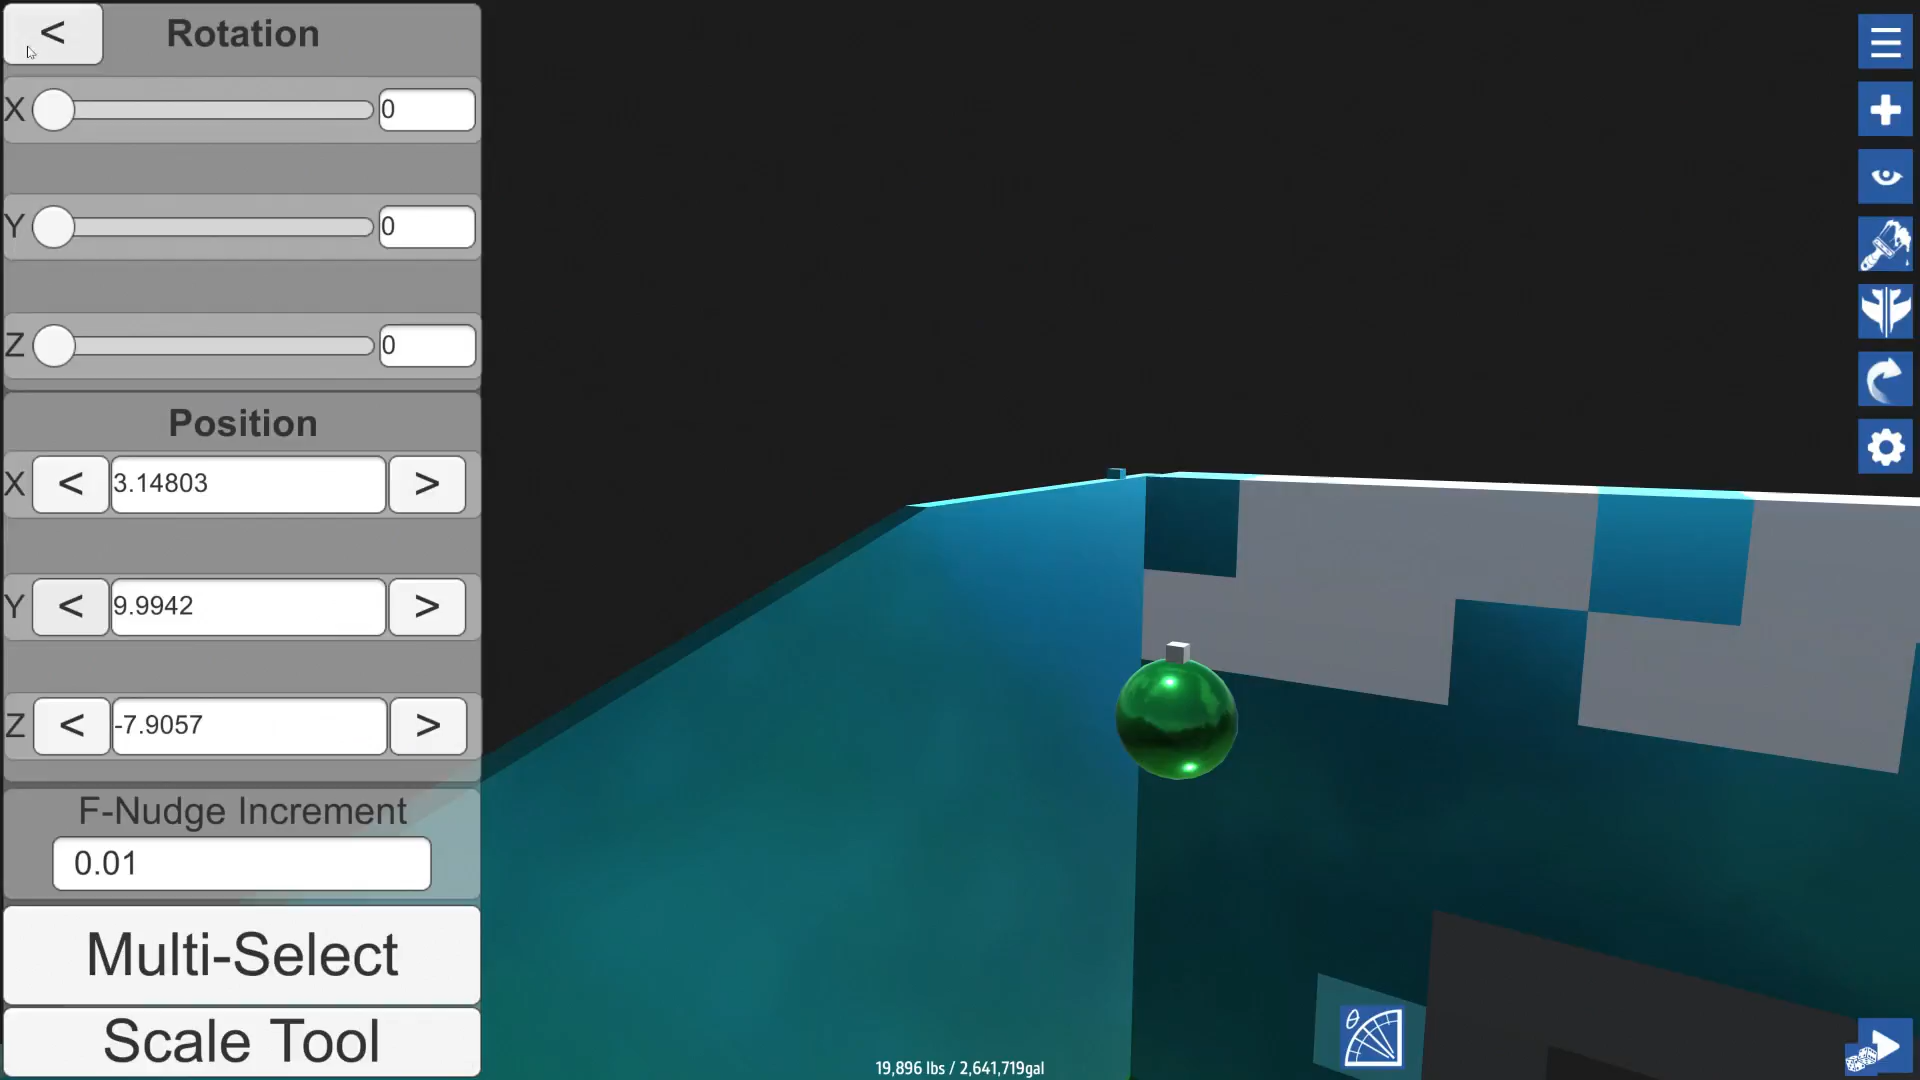 < Rotation
X 0
Y 0
Z 0
Position
X < 3.14803 >
Y < 9.9942 >
Z < -7.9057 >
F-Nudge Increment
0.01
Multi-Select
Scale Tool
θ
19,896 lbs / 2,641,719gal